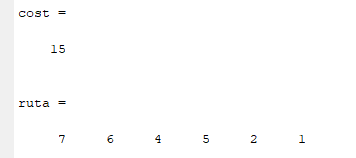 cost =
15
ruta =
7 6 4 5 2 1